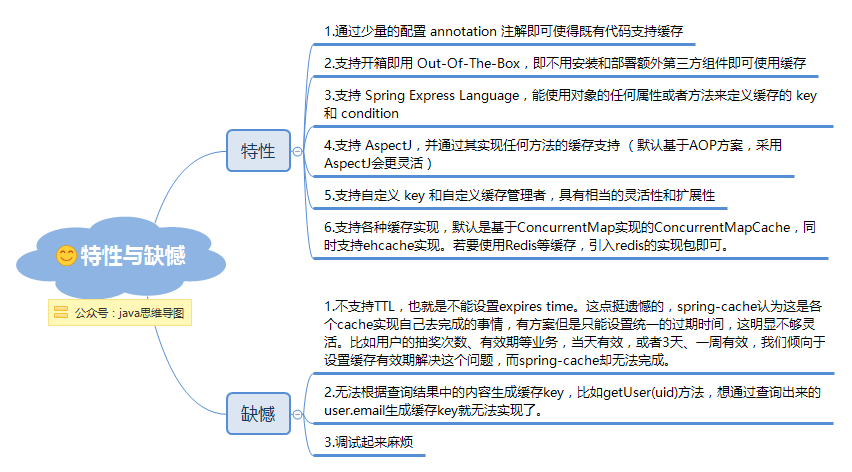 特性与缺憾
公众号：java思维导图
特性
1.通过少量的配置 annotation 注解即可使得既有代码支持缓存
2.支持开箱即用 Out-Of-The-Box，即不用安装和部署额外第三方组件即可使用缓存
3.支持 Spring Express Language，能使用对象的任何属性或者方法来定义缓存的 key
和 condition
4.支持 AspectJ，并通过其实现任何方法的缓存支持 （默认基于AOP方案，采用
AspectJ会更灵活）
5.支持自定义 key 和自定义缓存管理者，具有相当的灵活性和扩展性
6.支持各种缓存实现，默认是基于ConcurrentMap实现的ConcurrentMapCache，同
时支持ehcache实现。若要使用Redis等缓存，引入redis的实现包即可。
缺憾
1.不支持TTL，也就是不能设置expires time。这点挺遗憾的，spring-cache认为这是各
个cache实现自己去完成的事情，有方案但是只能设置统一的过期时间，这明显不够灵
活。比如用户的抽奖次数、有效期等业务，当天有效，或者3天、一周有效，我们倾向于
设置缓存有效期解决这个问题，而spring-cache却无法完成。
2.无法根据查询结果中的内容生成缓存key，比如getUser(uid)方法，想通过查询出来的
user.email生成缓存key就无法实现了。
3.调试起来麻烦